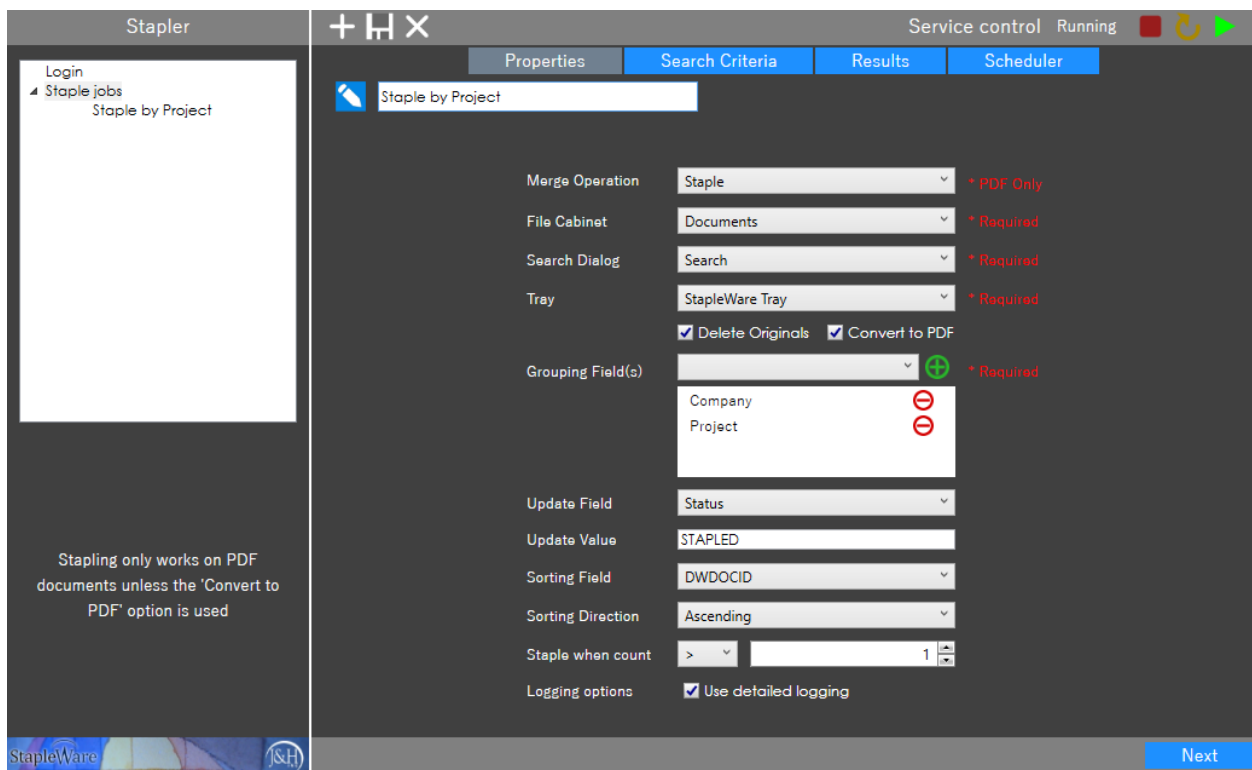 Stapler
Service control Running
Properties Search Criteria Results Scheduler
Login
Staple jobs
Staple by Project
Staple by Project
Merge Operation Staple * PDF Only
File Cabinet Documents * Required
Search Dialog Search * Required
Tray StapleWare Tray * Required
Delete Originals Convert to PDF
Grouping Field(s) * Required
Company
Project
Update Field Status
Update Value STAPLED
Sorting Field DWDOCID
Sorting Direction Ascending
Staple when count > 1
Logging options Use detailed logging
Stapling only works on PDF
documents unless the 'Convert to
PDF' option is used
StapleWare J&H
Next